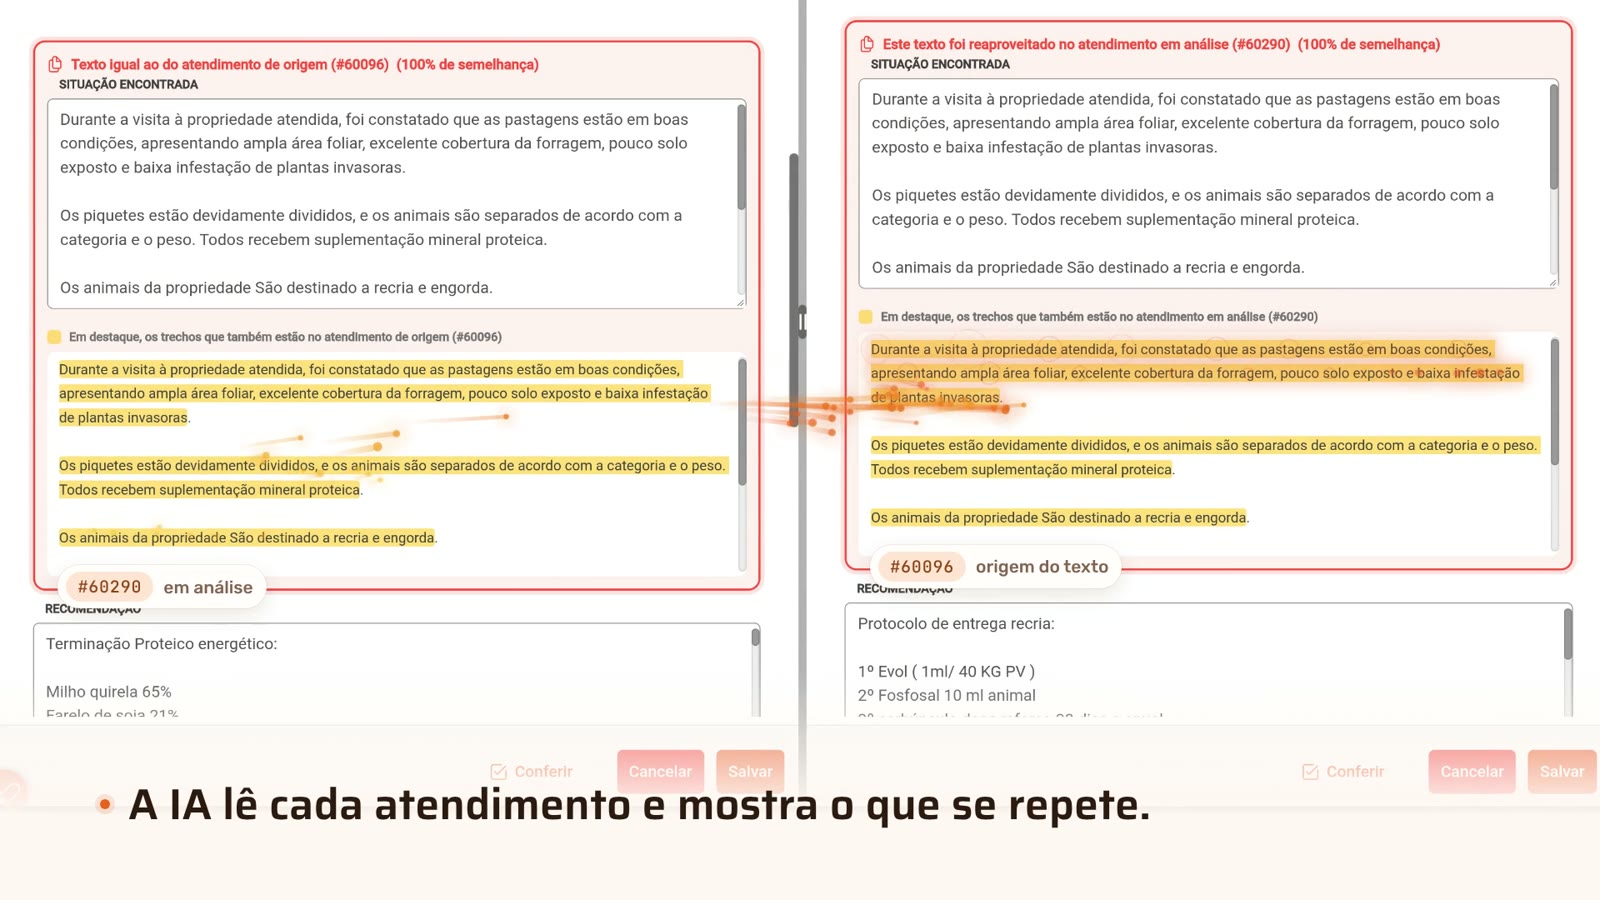 Texto igual ao do atendimento de origem (#60096) (100% de semelhança)
SITUAÇÃO ENCONTRADA
Durante a visita à propriedade atendida, foi constatado que as pastagens estão em boas
condições, apresentando ampla área foliar, excelente cobertura da forragem, pouco solo
exposto e baixa infestação de plantas invasoras.
Os piquetes estão devidamente divididos, e os animais são separados de acordo com a
categoria e o peso. Todos recebem suplementação mineral proteica.
Os animais da propriedade São destinado a recria e engorda.
Em destaque, os trechos que também estão no atendimento de origem (#60096)
Durante a visita à propriedade atendida, foi constatado que as pastagens estão em boas condições,
apresentando ampla área foliar, excelente cobertura da forragem, pouco solo exposto e baixa infestação
de plantas invasoras.
Os piquetes estão devidamente divididos, e os animais são separados de acordo com a categoria e o peso.
Todos recebem suplementação mineral proteica.
Os animais da propriedade São destinado a recria e engorda.
#60290 em análise
RECOMENDAÇÃO
Terminação Proteico energético:
Milho quirela 65%
Farelo de soja 21%
Conferir
Cancelar
Salvar
Este texto foi reaproveitado no atendimento em análise (#60290) (100% de semelhança)
SITUAÇÃO ENCONTRADA
Durante a visita à propriedade atendida, foi constatado que as pastagens estão em boas
condições, apresentando ampla área foliar, excelente cobertura da forragem, pouco solo
exposto e baixa infestação de plantas invasoras.
Os piquetes estão devidamente divididos, e os animais são separados de acordo com a
categoria e o peso. Todos recebem suplementação mineral proteica.
Os animais da propriedade São destinado a recria e engorda.
Em destaque, os trechos que também estão no atendimento em análise (#60290)
Durante a visita à propriedade atendida, foi constatado que as pastagens estão em boas condições,
apresentando ampla área foliar, excelente cobertura da forragem, pouco solo exposto e baixa infestação
de plantas invasoras.
Os piquetes estão devidamente divididos, e os animais são separados de acordo com a categoria e o peso.
Todos recebem suplementação mineral proteica.
Os animais da propriedade São destinado a recria e engorda.
#60096 origem do texto
RECOMENDAÇÃO
Protocolo de entrega recria:
1º Evol ( 1ml/ 40 KG PV )
2º Fosfosal 10 ml animal
Conferir
Cancelar
Salvar
A IA lê cada atendimento e mostra o que se repete.